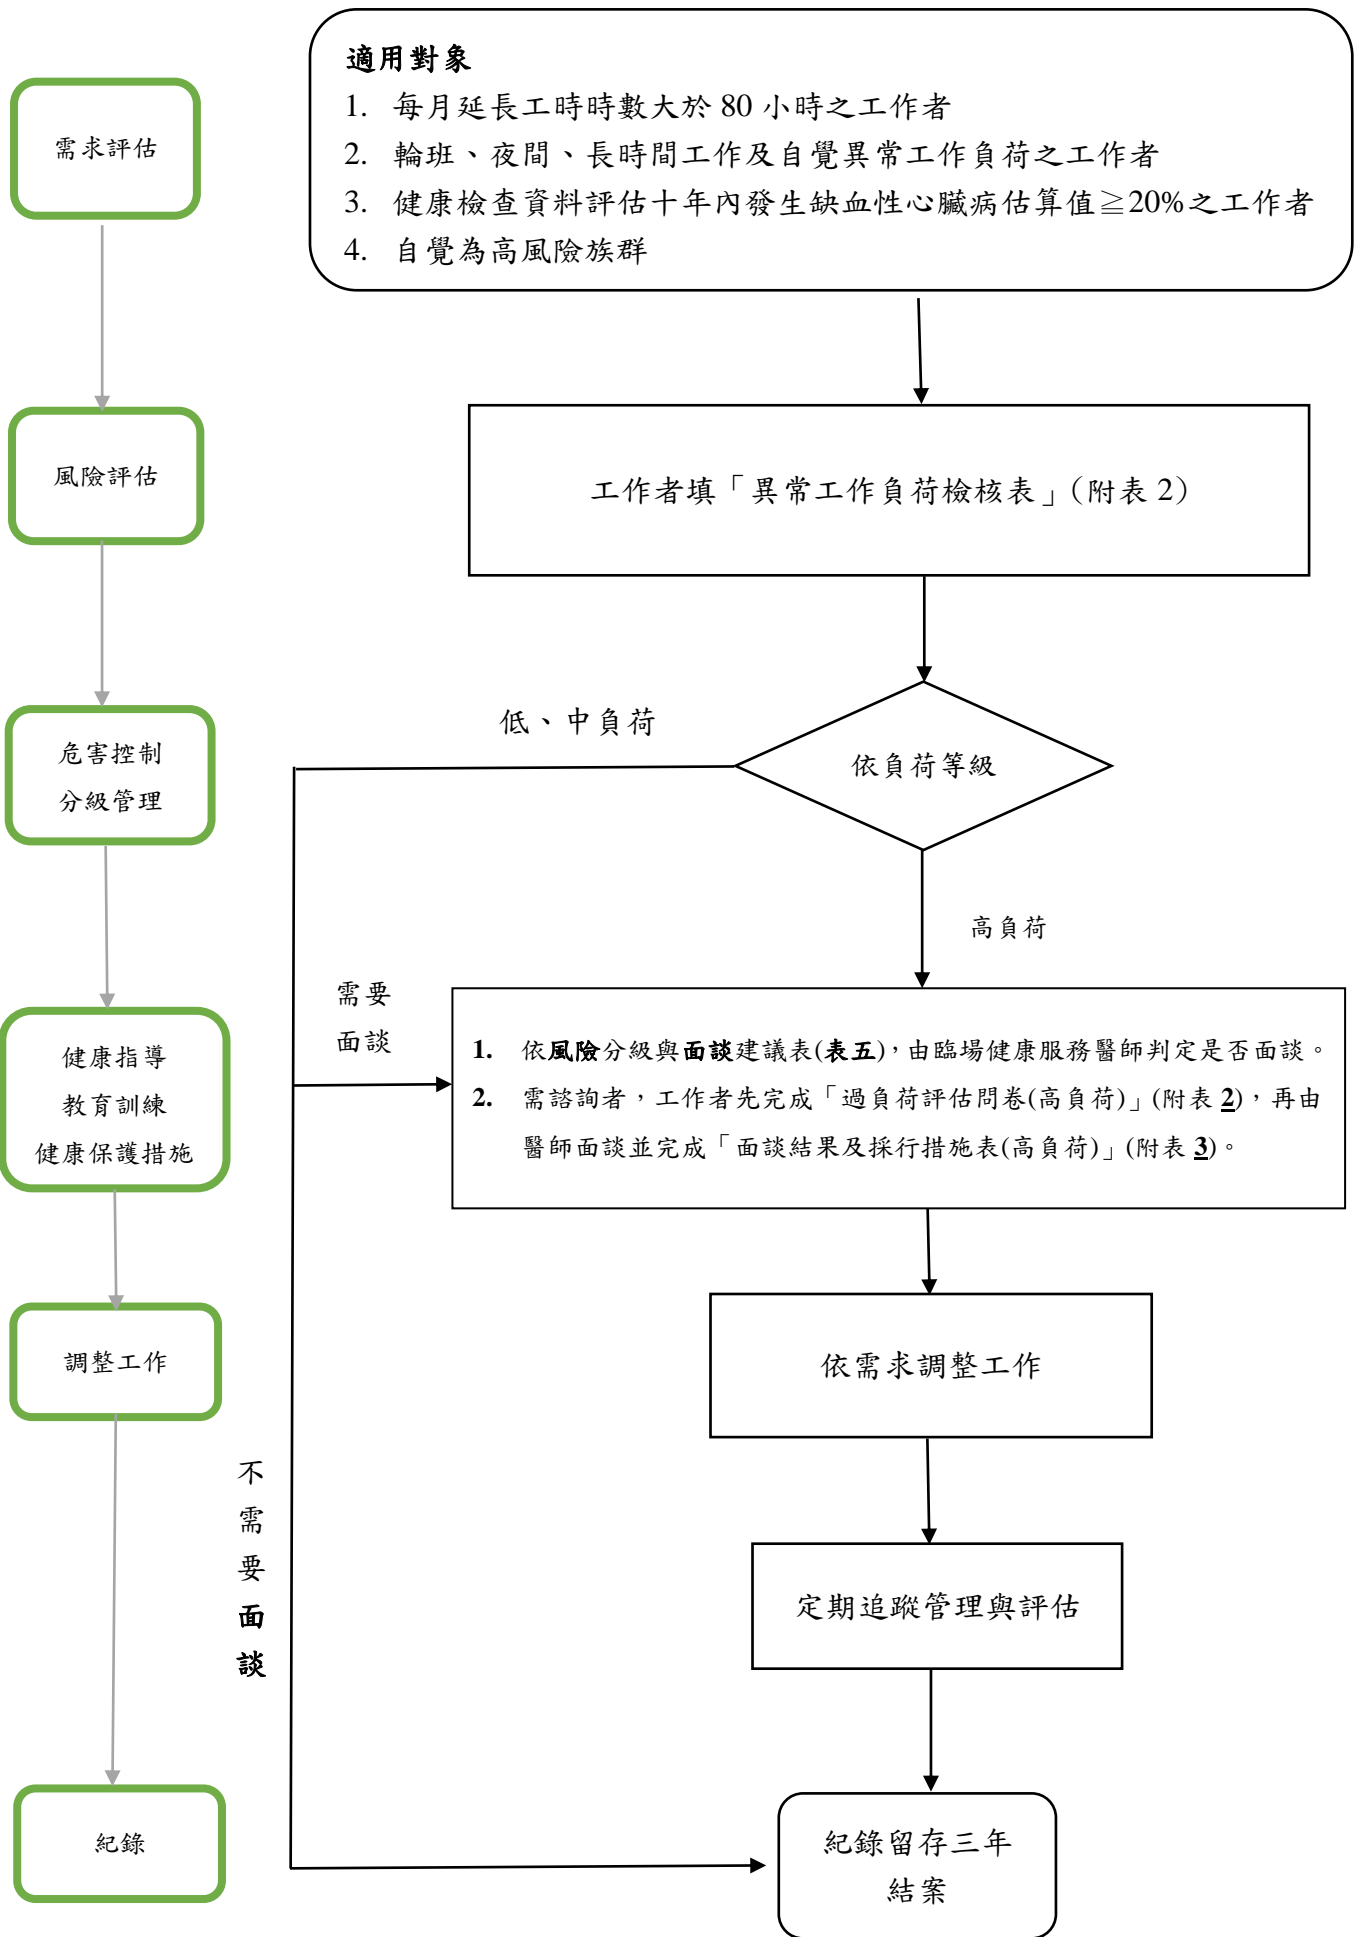 適用對象
1. 每月延長工時時數大於 80 小時之工作者
2. 輪班、夜間、長時間工作及自覺異常工作負荷之工作者
3. 健康檢查資料評估十年內發生缺血性心臟病估算值≧20%之工作者
4. 自覺為高風險族群
需求評估
風險評估
工作者填「異常工作負荷檢核表」(附表 2)
低、中負荷
依負荷等級
危害控制
分級管理
高負荷
需要
面談
1. 依風險分級與面談建議表(表五),由臨場健康服務醫師判定是否面談。
2. 需諮詢者,工作者先完成「過負荷評估問卷(高負荷)」(附表 2),再由
醫師面談並完成「面談結果及採行措施表(高負荷)」(附表 3)。
健康指導
教育訓練
健康保護措施
調整工作
依需求調整工作
不
需
要
面
談
定期追蹤管理與評估
紀錄
紀錄留存三年
結案